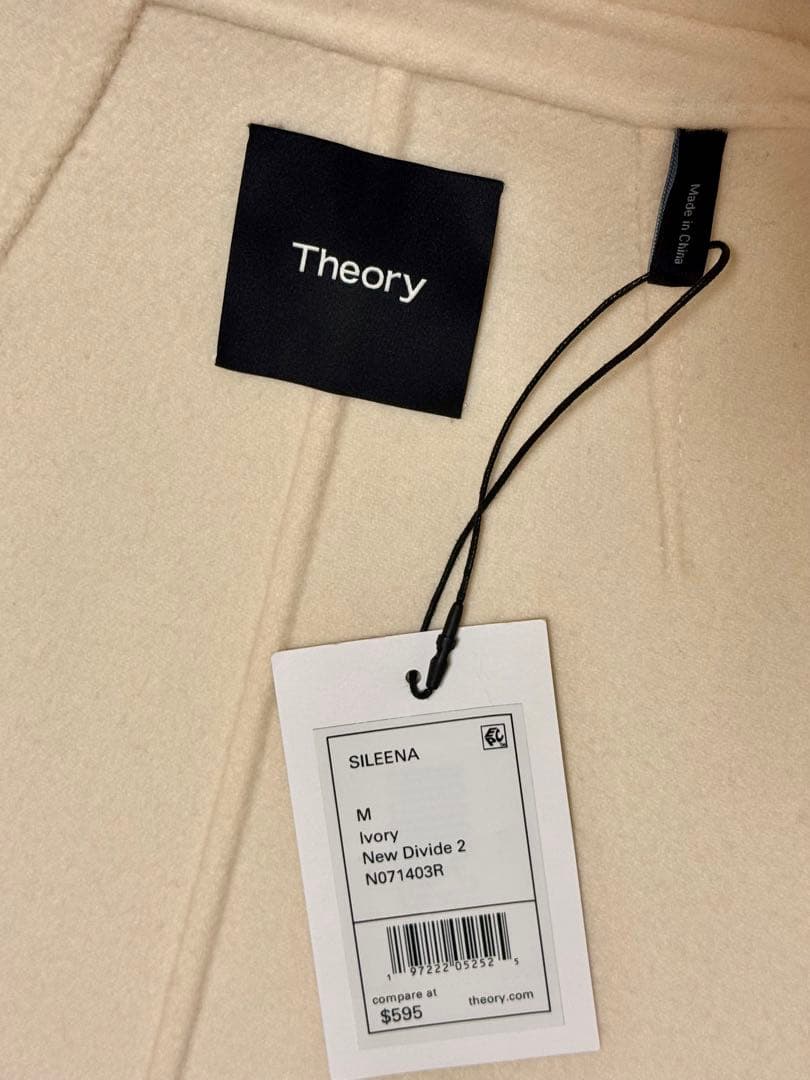 Theory
Made in China
EPC
SILEENA
M
Ivory
New Divide 2
N071403R
1 97222 05252 5
compare at
$595
theory.com